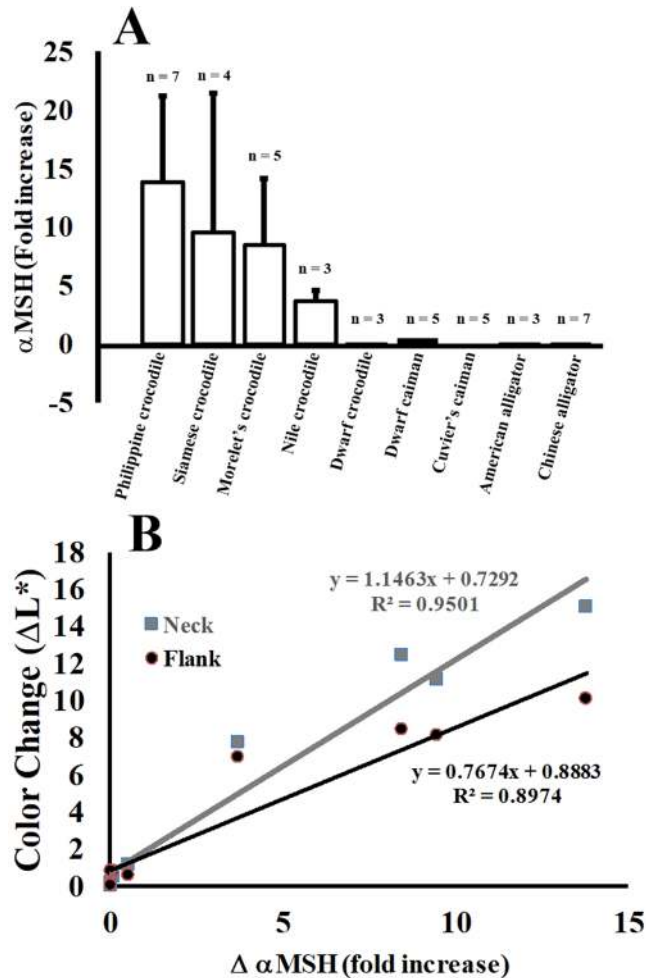 A
αMSH (Fold increase)
25
20
15
10
5
0
-5
n = 7
n = 4
n = 5
n = 3
n = 3
n = 5
n = 5
n = 3
n = 7
Philippine crocodile
Siamese crocodile
Morelet's crocodile
Nile crocodile
Dwarf crocodile
Dwarf caiman
Cuvier's caiman
American alligator
Chinese alligator
B
Color Change (ΔL*)
18
16
14
12
10
8
6
4
2
0
y = 1.1463x + 0.7292
R² = 0.9501
Neck
Flank
y = 0.7674x + 0.8883
R² = 0.8974
0
5
10
15
Δ αMSH (fold increase)